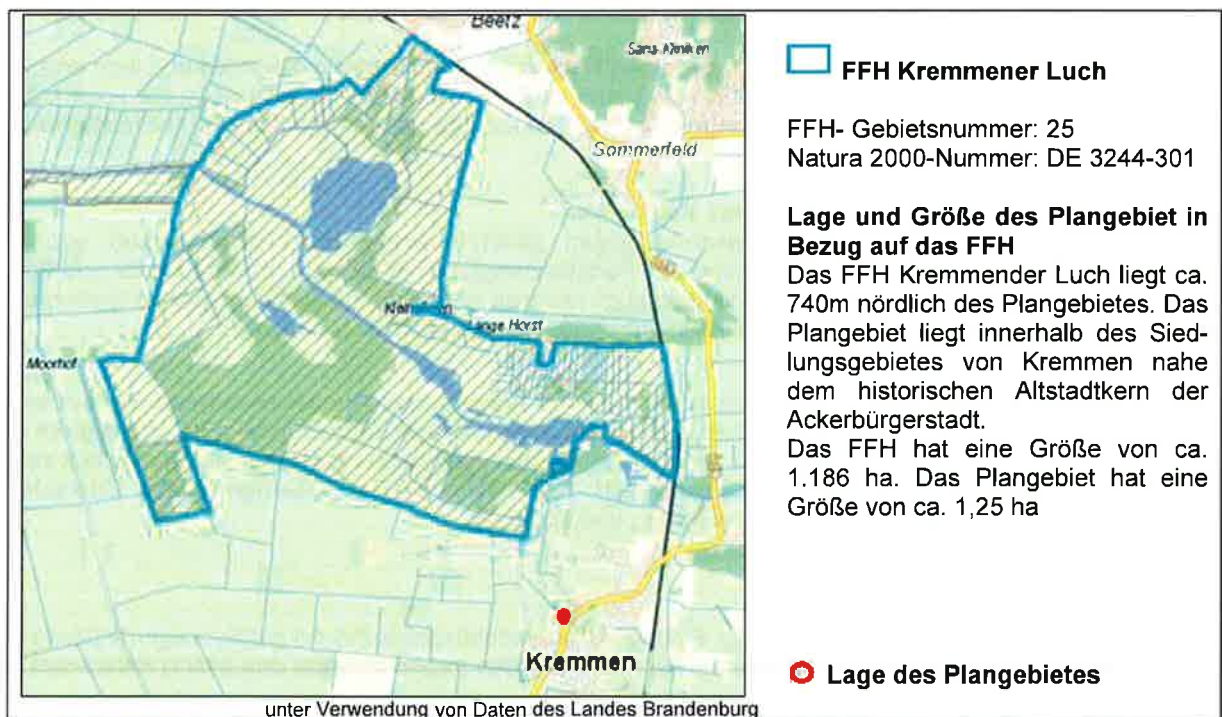 Beetz
Sommerfeld
Lange Horst
Moorhof
Kremmen
unter Verwendung von Daten des Landes Brandenburg
FFH Kremmener Luch
FFH- Gebietsnummer: 25
Natura 2000-Nummer: DE 3244-301
Lage und Größe des Plangebiet in
Bezug auf das FFH
Das FFH Kremmender Luch liegt ca.
740m nördlich des Plangebietes. Das
Plangebiet liegt innerhalb des Sied-
lungsgebietes von Kremmen nahe
dem historischen Altstadtkern der
Ackerbürgerstadt.
Das FFH hat eine Größe von ca.
1.186 ha. Das Plangebiet hat eine
Größe von ca. 1,25 ha
Lage des Plangebietes